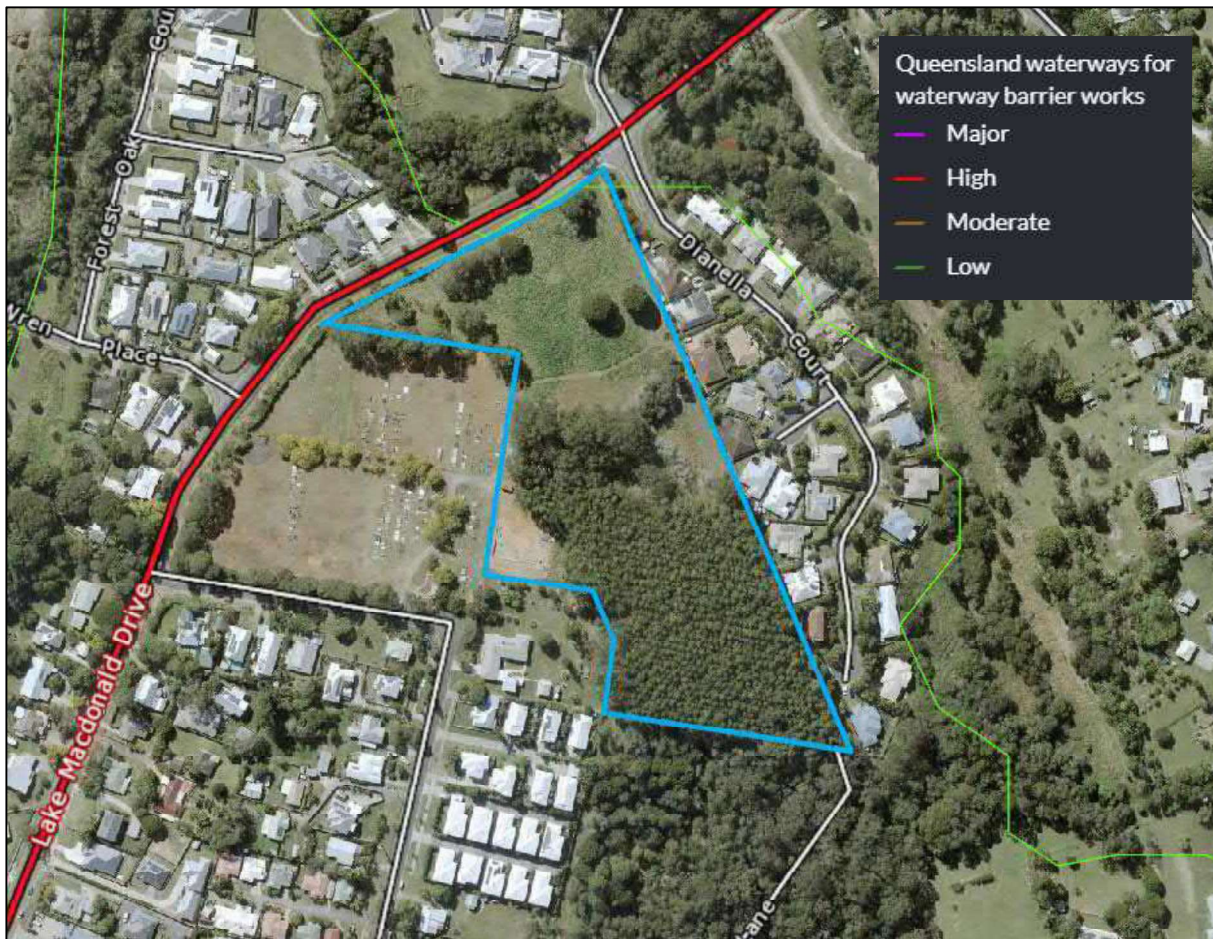 Queensland waterways for
waterway barrier works
Major
High
Moderate
Low
Forest Oak
Wren Place
Dianella Court
Lake Macdonald Drive
Lane